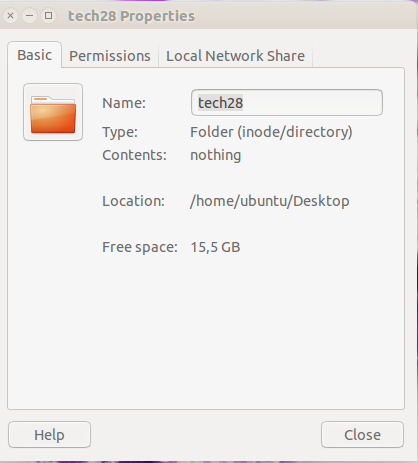 tech28 Properties
Basic Permissions Local Network Share
Name: tech28
Type: Folder (inode/directory)
Contents: nothing
Location: /home/ubuntu/Desktop
Free space: 15,5 GB
Help Close